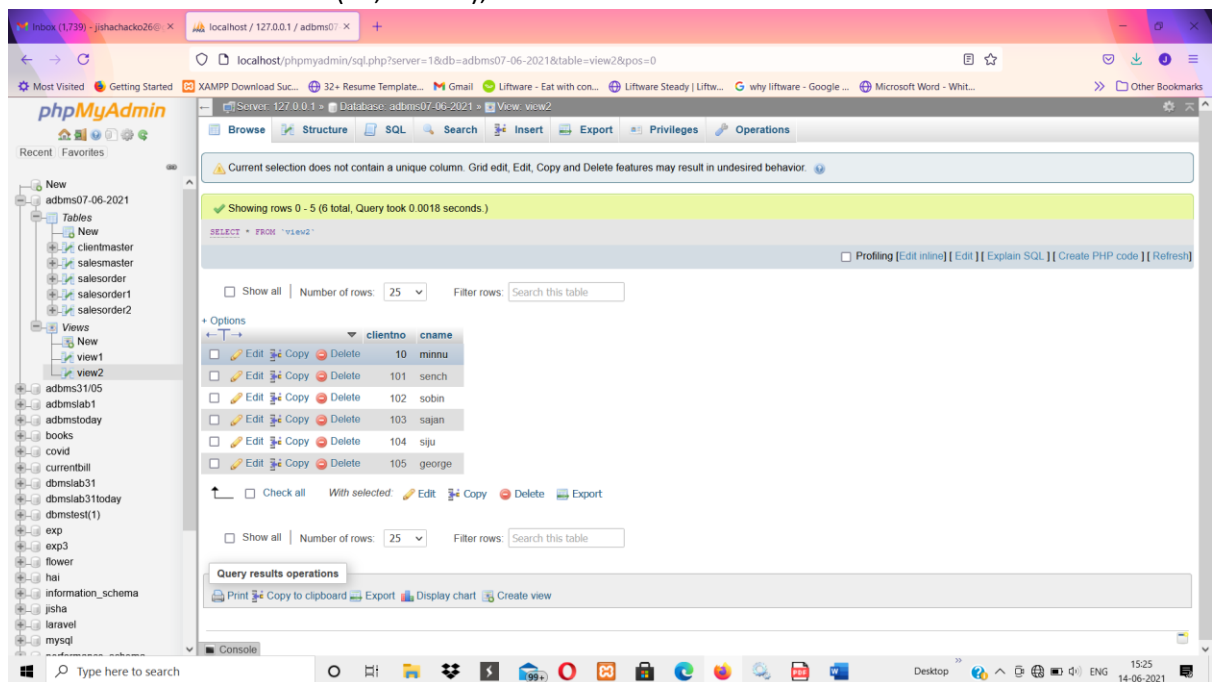 Inbox (1,739) - jishachacko26@
localhost / 127.0.0.1 / adbms07
localhost/phpmyadmin/sql.php?server=1&db=adbms07-06-2021&table=view2&pos=0
Most Visited Getting Started XAMPP Download Suc... 32+ Resume Template... Gmail Liftware - Eat with con... Liftware Steady | Liftw... why liftware - Google ... Microsoft Word - Whit... Other Bookmarks
phpMyAdmin
Recent Favorites
New
adbms07-06-2021
Tables
New
clientmaster
salesmaster
salesorder
salesorder1
salesorder2
Views
New
view1
view2
adbms31/05
adbmslab1
adbmstoday
books
covid
currentbill
dbmslab31
dbmslab31today
dbmstest(1)
exp
exp3
flower
hai
information_schema
jisha
laravel
mysql
Server: 127.0.0.1 » Database: adbms07-06-2021 » View: view2
Browse Structure SQL Search Insert Export Privileges Operations
Current selection does not contain a unique column. Grid edit, Edit, Copy and Delete features may result in undesired behavior.
Showing rows 0 - 5 (6 total, Query took 0.0018 seconds.)
SELECT * FROM `view2`
Profiling [Edit inline] [ Edit ] [ Explain SQL ] [ Create PHP code ] [ Refresh]
Show all | Number of rows: 25 Filter rows: Search this table
+ Options
←T→ clientno cname
Edit Copy Delete 10 minnu
Edit Copy Delete 101 sench
Edit Copy Delete 102 sobin
Edit Copy Delete 103 sajan
Edit Copy Delete 104 siju
Edit Copy Delete 105 george
Check all With selected: Edit Copy Delete Export
Show all | Number of rows: 25 Filter rows: Search this table
Query results operations
Print Copy to clipboard Export Display chart Create view
Console
Type here to search
99+
Desktop
ENG
15:25
14-06-2021